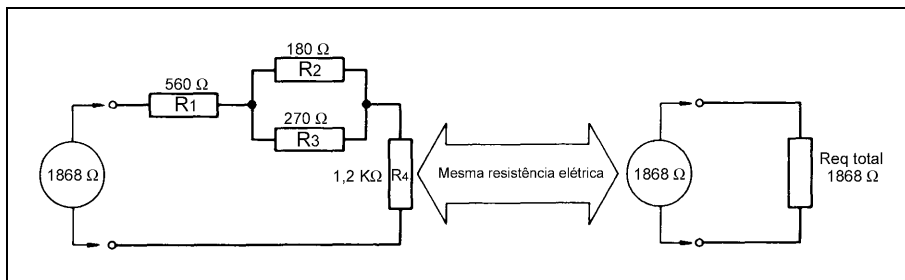 180 Ω
R2
560 Ω
R1
270 Ω
R3
1868 Ω
1,2 KΩ
R4
Mesma resistência elétrica
1868 Ω
Req total
1868 Ω